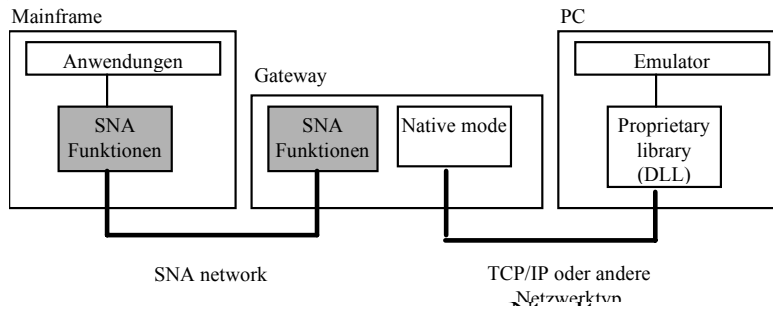 Mainframe
Anwendungen
SNA
Funktionen
Gateway
SNA
Funktionen
Native mode
PC
Emulator
Proprietary
library
(DLL)
SNA network
TCP/IP oder andere
Netzwerktyp